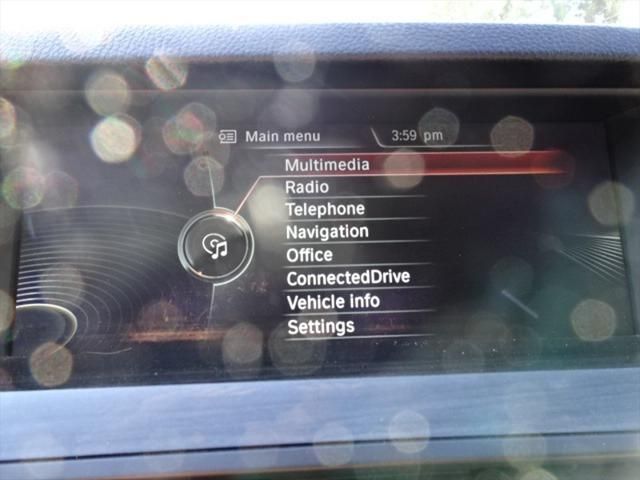 Main menu
3:59 pm
Multimedia
Radio
Telephone
Navigation
Office
ConnectedDrive
Vehicle info
Settings